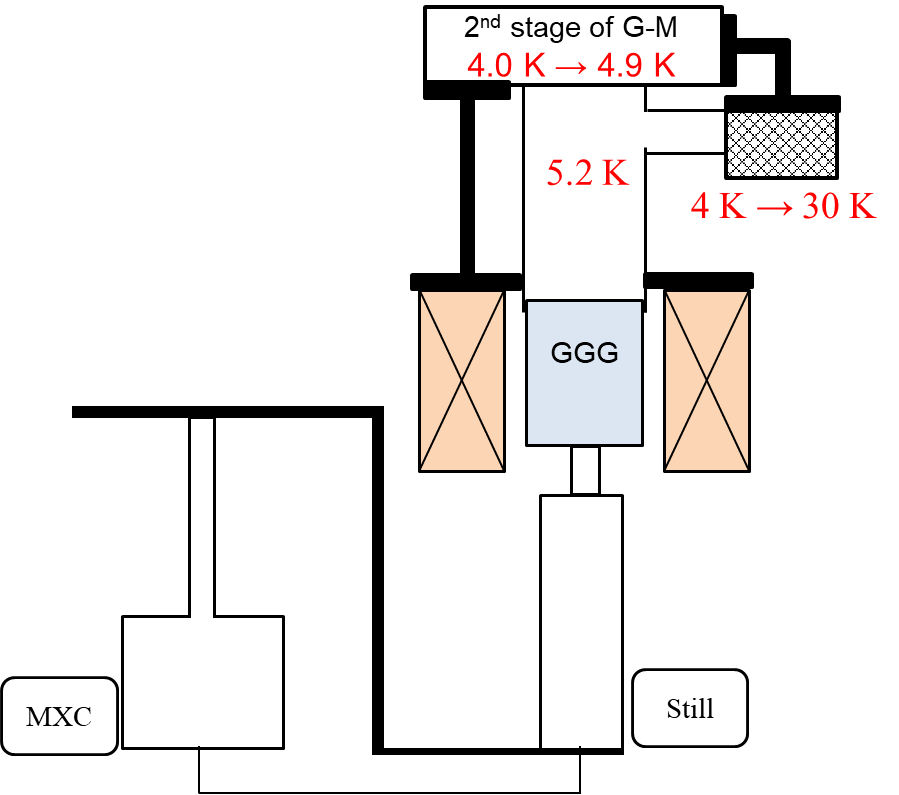 2nd stage of G-M
4.0 K → 4.9 K
5.2 K
4 K → 30 K
GGG
MXC
Still